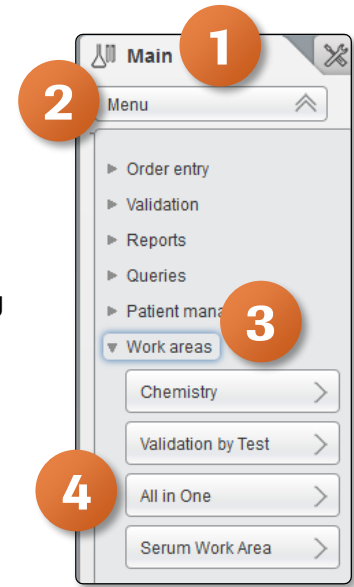 Main
1
2
Menu
Order entry
Validation
Reports
Queries
Patient
3
Work areas
Chemistry
Validation by Test
4
All in One
Serum Work Area